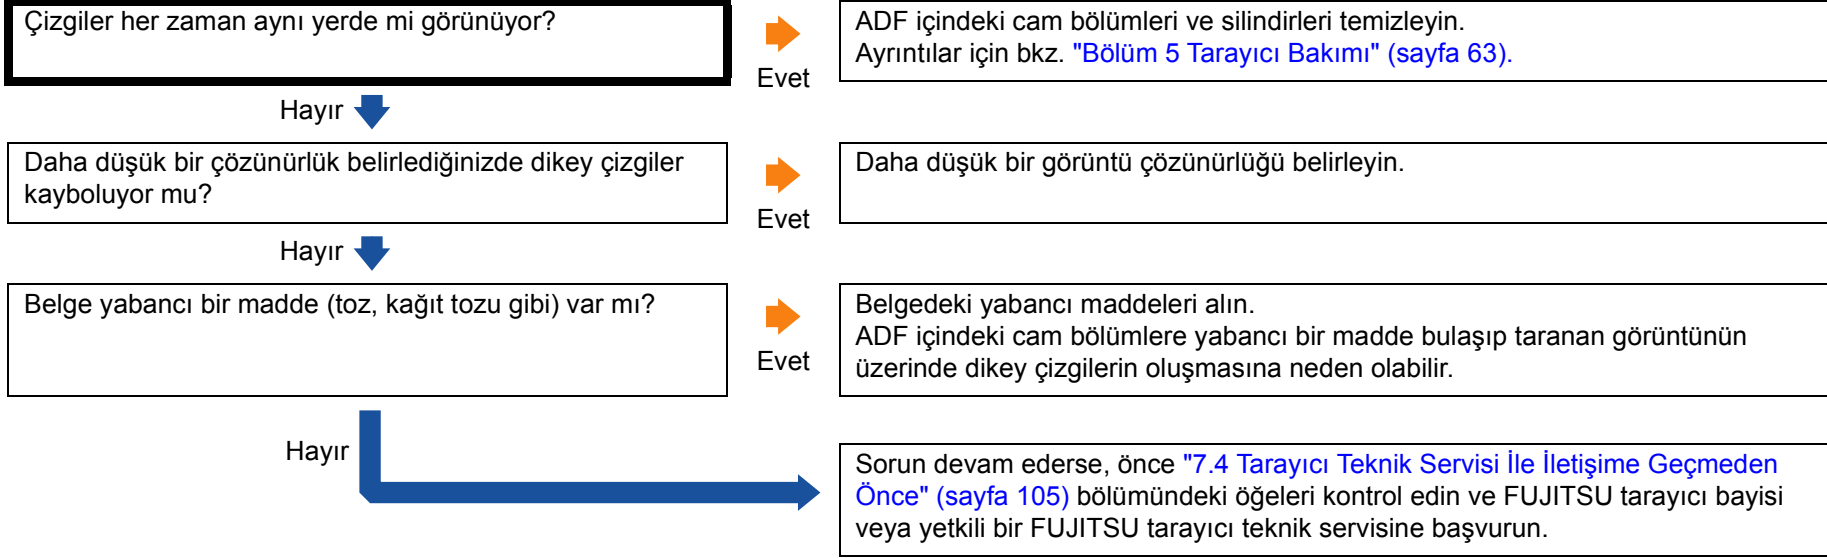 Çizgiler her zaman aynı yerde mi görünüyor?
Evet
ADF içindeki cam bölümleri ve silindirleri temizleyin.
Ayrıntılar için bkz. "Bölüm 5 Tarayıcı Bakımı" (sayfa 63).
Hayır
Daha düşük bir çözünürlük belirlediğinizde dikey çizgiler
kayboluyor mu?
Evet
Daha düşük bir görüntü çözünürlüğü belirleyin.
Hayır
Belge yabancı bir madde (toz, kağıt tozu gibi) var mı?
Evet
Belgedeki yabancı maddeleri alın.
ADF içindeki cam bölümlere yabancı bir madde bulaşıp taranan görüntünün
üzerinde dikey çizgilerin oluşmasına neden olabilir.
Hayır
Sorun devam ederse, önce "7.4 Tarayıcı Teknik Servisi İle İletişime Geçmeden
Önce" (sayfa 105) bölümündeki öğeleri kontrol edin ve FUJITSU tarayıcı bayisi
veya yetkili bir FUJITSU tarayıcı teknik servisine başvurun.